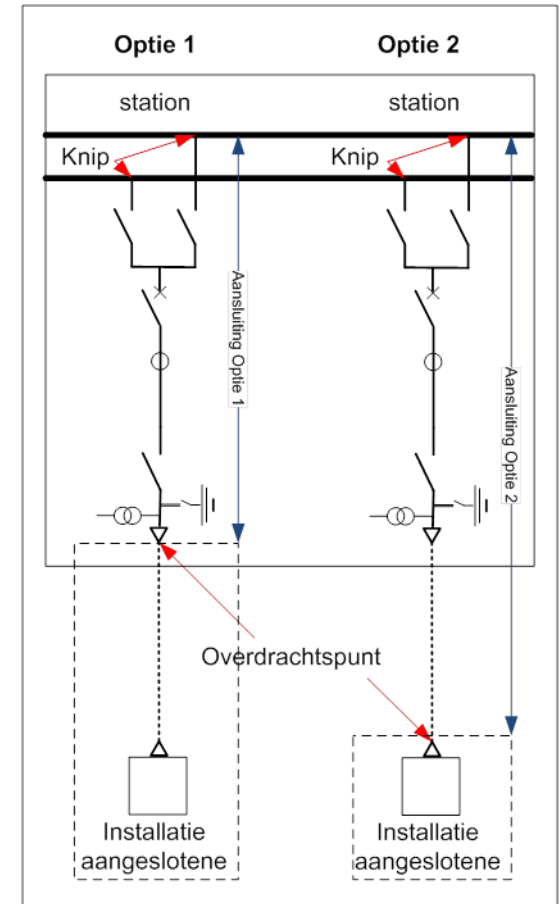 Optie 1
Optie 2
station
station
Knip
Knip
Aansluiting Optie 1
Aansluiting Optie 2
Overdrachtspunt
Installatie
aangeslotene
Installatie
aangeslotene